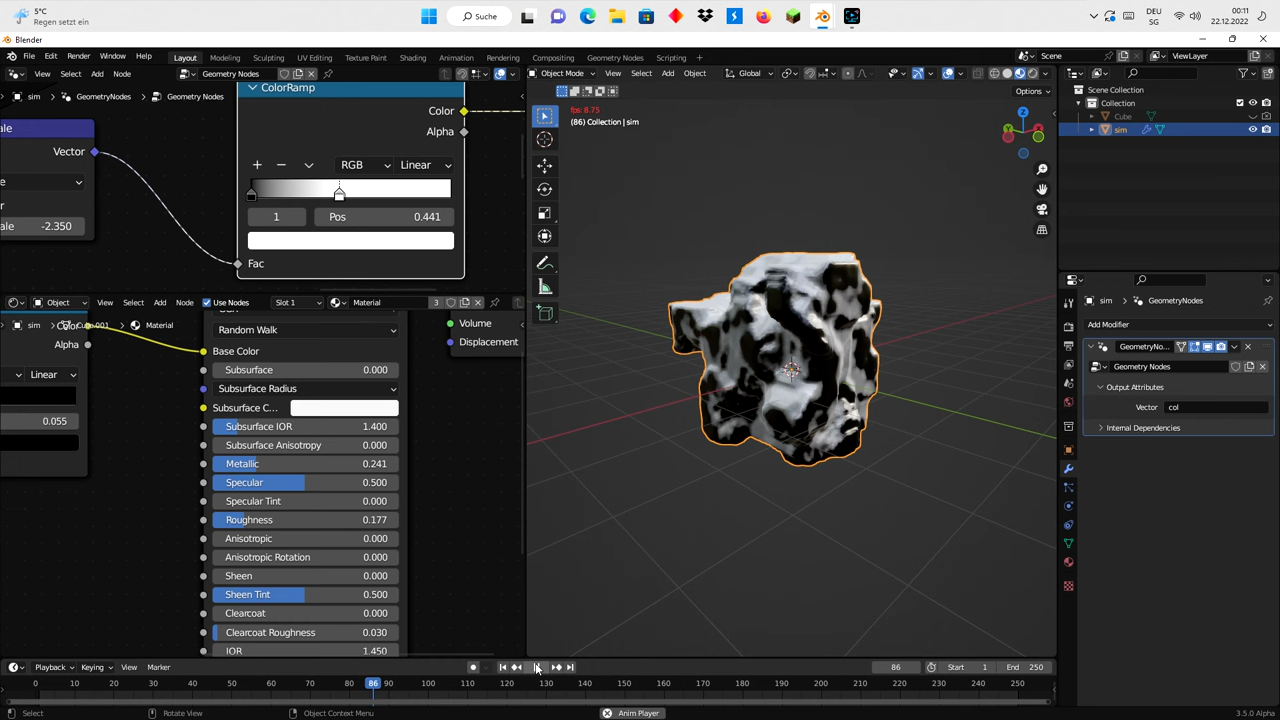 5°C
Regen setzt ein
Suche
DEU
SG
00:11
22.12.2022
Blender
File Edit Render Window Help
Layout Modeling Sculpting UV Editing Texture Paint Shading Animation Rendering Compositing Geometry Nodes Scripting
Scene
ViewLayer
View Select Add Node
Geometry Nodes
Object Mode View Select Add Object
Global
sim GeometryNodes Geometry Nodes
Options
ColorRamp
Color
Alpha
RGB Linear
1 Pos 0.441
Fac
ale
Vector
ale -2.350
fps: 8.75
(86) Collection | sim
Scene Collection
Collection
Cube
sim
Object View Select Add Node Use Nodes Slot 1 Material 3
sim Cube.001 Material
Color
Alpha
Linear
0.055
Random Walk
Base Color
Subsurface 0.000
Subsurface Radius
Subsurface C...
Subsurface IOR 1.400
Subsurface Anisotropy 0.000
Metallic 0.241
Specular 0.500
Specular Tint 0.000
Roughness 0.177
Anisotropic 0.000
Anisotropic Rotation 0.000
Sheen 0.000
Sheen Tint 0.500
Clearcoat 0.000
Clearcoat Roughness 0.030
IOR 1.450
Volume
Displacement
sim GeometryNodes
Add Modifier
GeometryNo...
Geometry Nodes
Output Attributes
Vector col
Internal Dependencies
Playback Keying View Marker
86 Start 1 End 250
0 10 20 30 40 50 60 70 80 86 90 100 110 120 130 140 150 160 170 180 190 200 210 220 230 240 250
Select Rotate View Object Context Menu Anim Player 3.5.0 Alpha